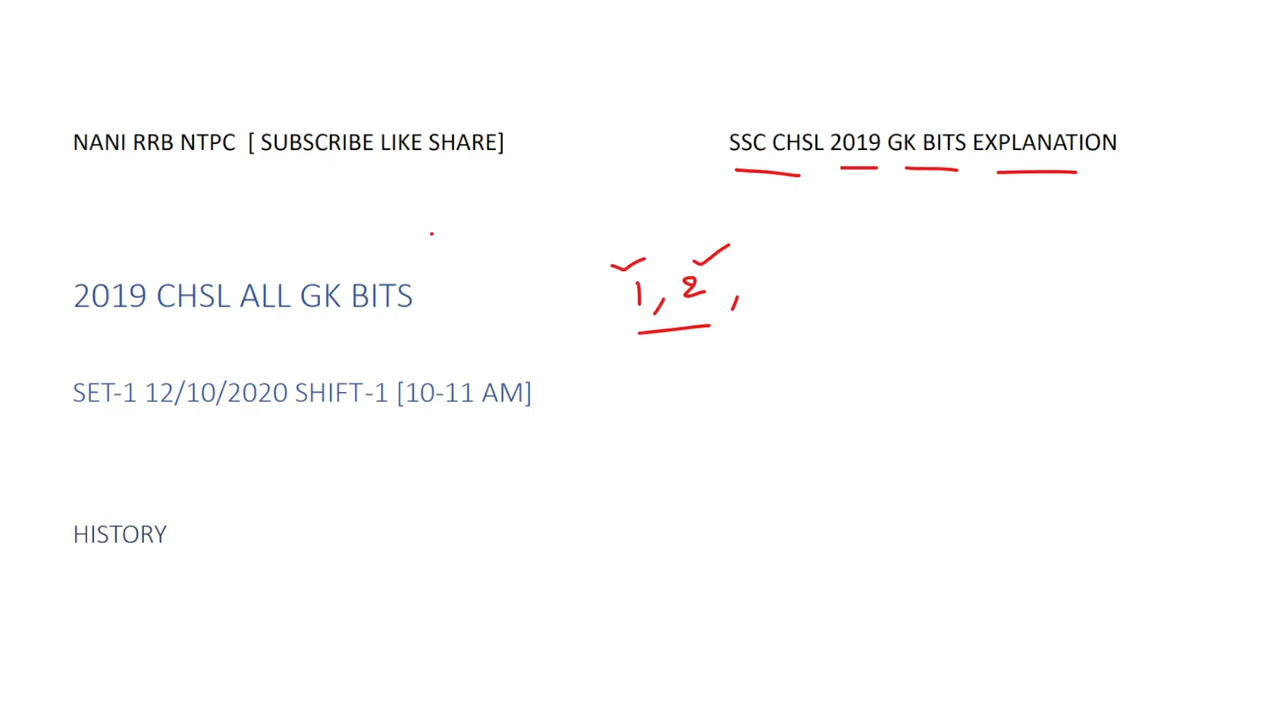 NANI RRB NTPC [ SUBSCRIBE LIKE SHARE]
SSC CHSL 2019 GK BITS EXPLANATION
1, 2,
2019 CHSL ALL GK BITS
SET-1 12/10/2020 SHIFT-1 [10-11 AM]
HISTORY